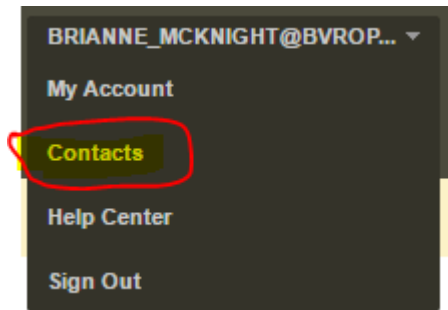 BRIANNE_MCKNIGHT@BVROP...
My Account
Contacts
Help Center
Sign Out